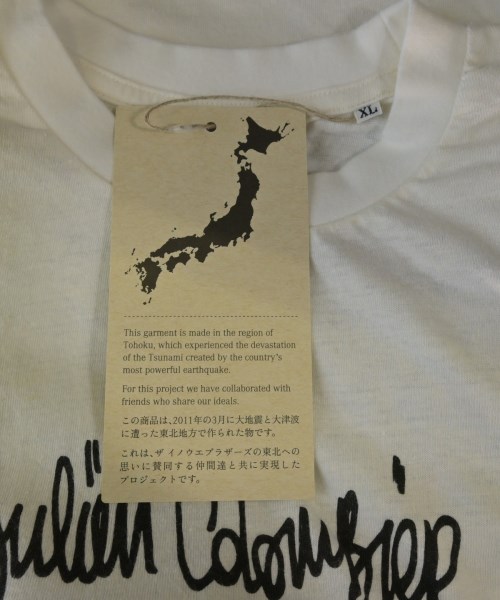 XL
This garment is made in the region of
Tohoku, which experienced the devastation
of the Tsunami created by the country's
most powerful earthquake.
For this project we have collaborated with
friends who share our ideals.
この商品は、2011年の3月に大地震と大津波
に遭った東北地方で作られた物です。
これは、ザ イノウエブラザーズの東北への
思いに賛同する仲間達と共に実現した
プロジェクトです。